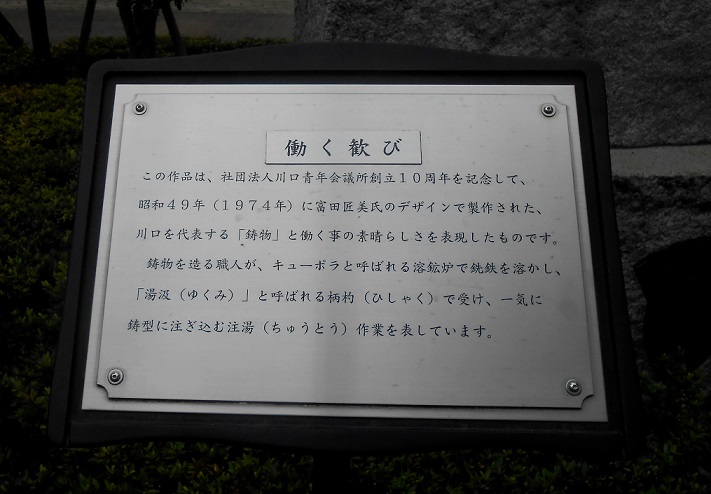 働く歓び
この作品は、社団法人川口青年会議所創立１０周年を記念して、
昭和４９年（１９７４年）に富田匠美氏のデザインで製作された、
川口を代表する「鋳物」と働く事の素晴らしさを表現したものです。
鋳物を造る職人が、キューポラと呼ばれる溶鉱炉で銑鉄を溶かし、
「湯汲（ゆくみ）」と呼ばれる柄杓（ひしゃく）で受け、一気に
鋳型に注ぎ込む注湯（ちゅうとう）作業を表しています。